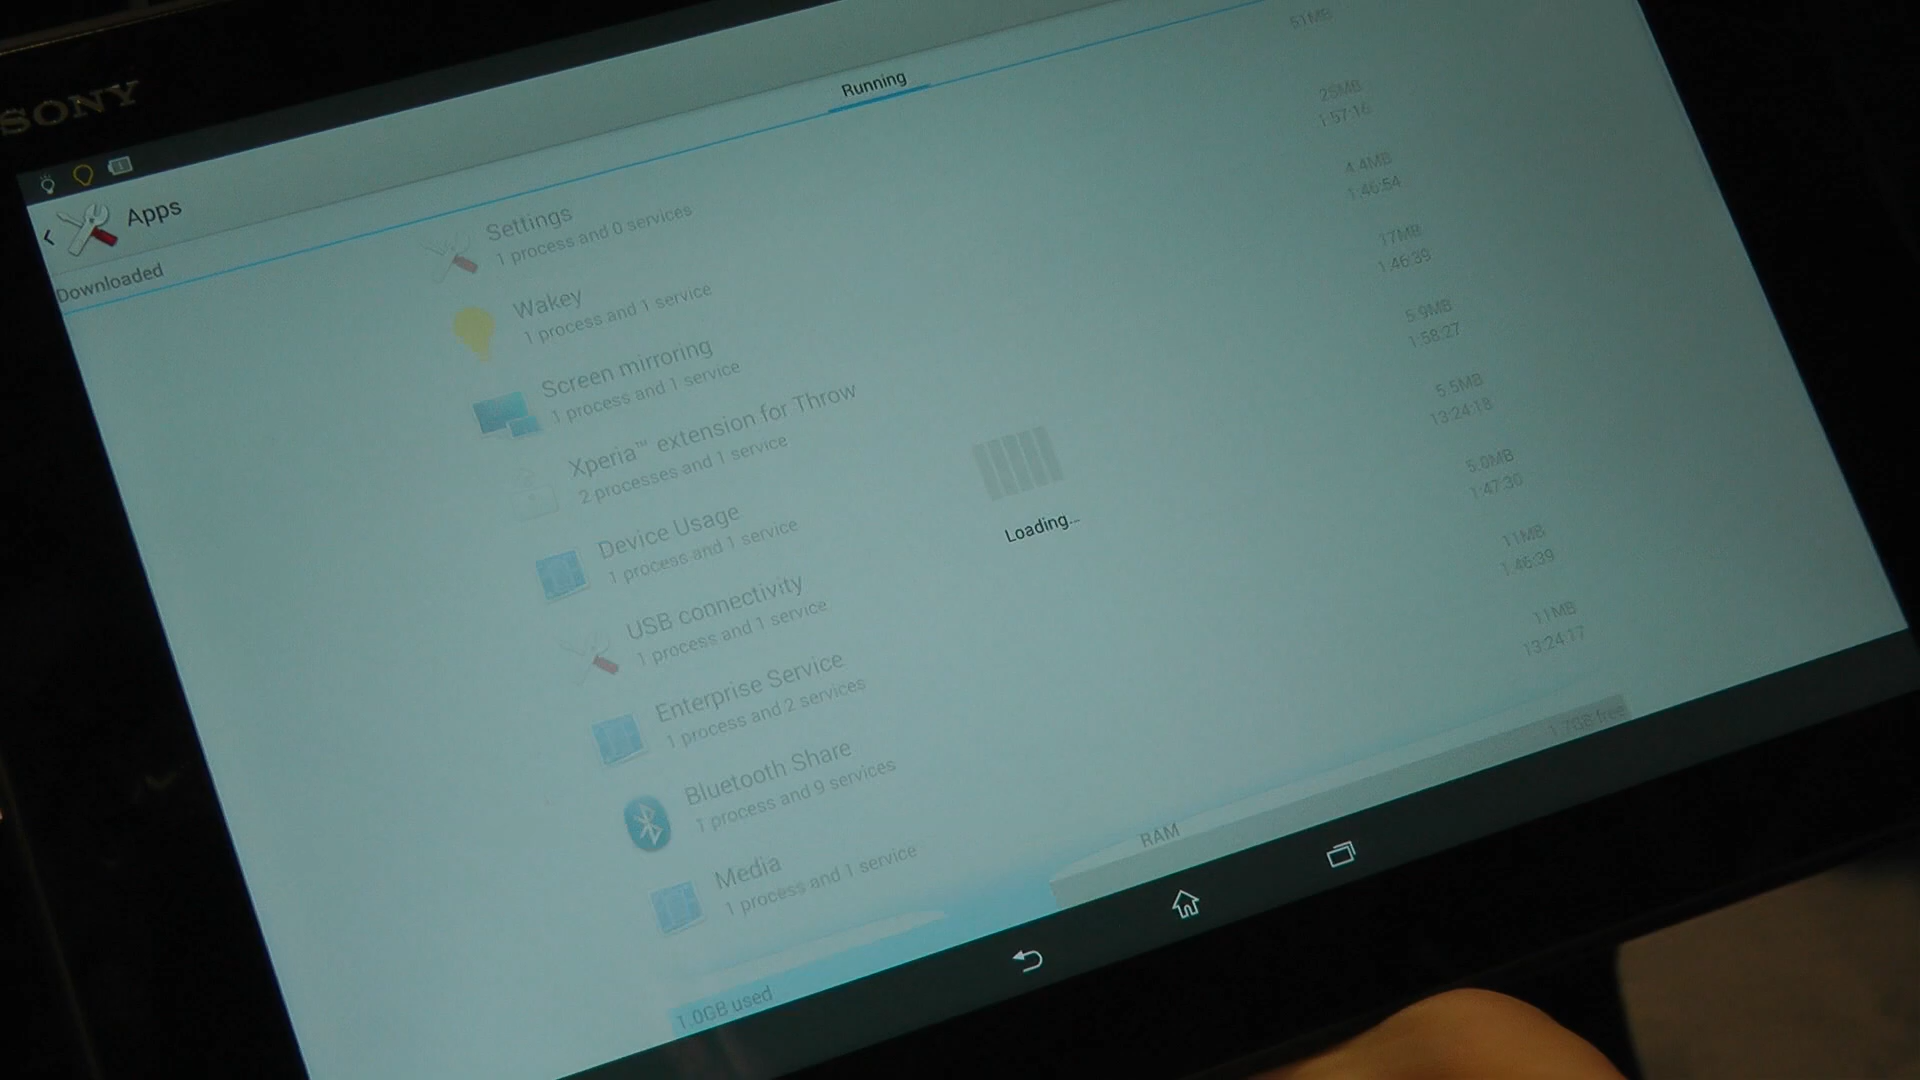 SONY
Apps
Downloaded
Running
51MB
Settings
1 process and 0 services
25MB
1:57:16
Wakey
1 process and 1 service
4.4MB
1:46:54
Screen mirroring
1 process and 1 service
17MB
1:46:39
Xperia™ extension for Throw
2 processes and 1 service
5.9MB
1:58:27
Device Usage
1 process and 1 service
5.5MB
13:24:18
USB connectivity
1 process and 1 service
5.0MB
1:47:30
Enterprise Service
1 process and 2 services
11MB
1:46:39
Bluetooth Share
1 process and 9 services
11MB
13:24:17
Media
1 process and 1 service
Loading...
RAM
1.0GB used
1.7GB free